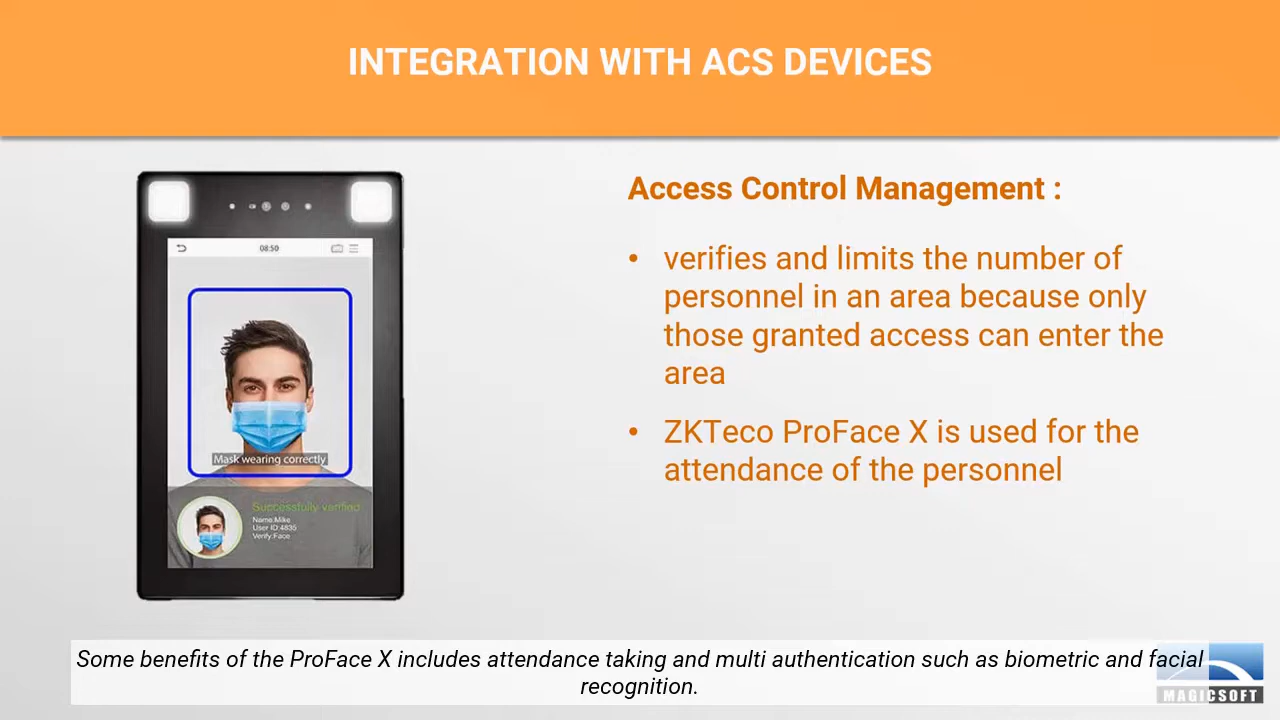 INTEGRATION WITH ACS DEVICES
08:50
Mask wearing correctly
Successfully verified
Name:Mike
User ID:4835
Verify:Face
Access Control Management :
• verifies and limits the number of
personnel in an area because only
those granted access can enter the
area
• ZKTeco ProFace X is used for the
attendance of the personnel
Some benefits of the ProFace X includes attendance taking and multi authentication such as biometric and facial
recognition.
MAGICSOFT